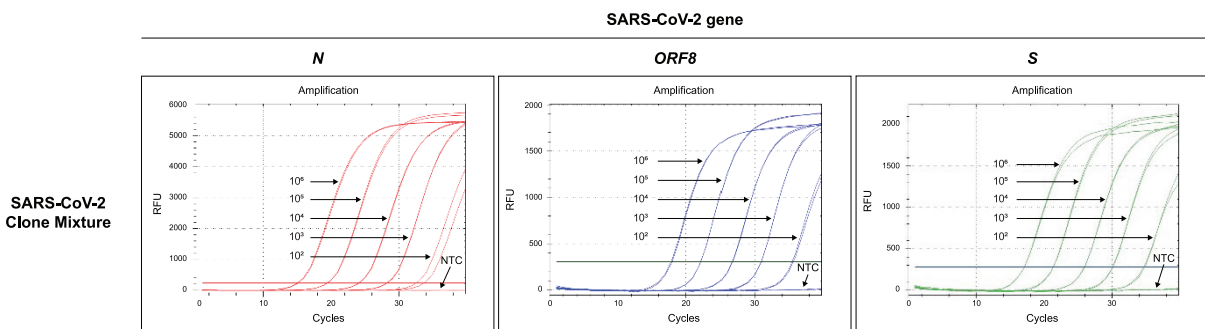 SARS-CoV-2 gene
N
ORF8
S
SARS-CoV-2
Clone Mixture
Amplification
6000
5000
4000
3000
2000
1000
0
RFU
10⁶
10⁵
10⁴
10³
10²
NTC
0
10
20
30
Cycles
Amplification
2000
1500
1000
500
0
RFU
10⁶
10⁵
10⁴
10³
10²
NTC
0
10
20
30
Cycles
Amplification
2000
1500
1000
500
0
RFU
10⁶
10⁵
10⁴
10³
10²
NTC
0
10
20
30
Cycles